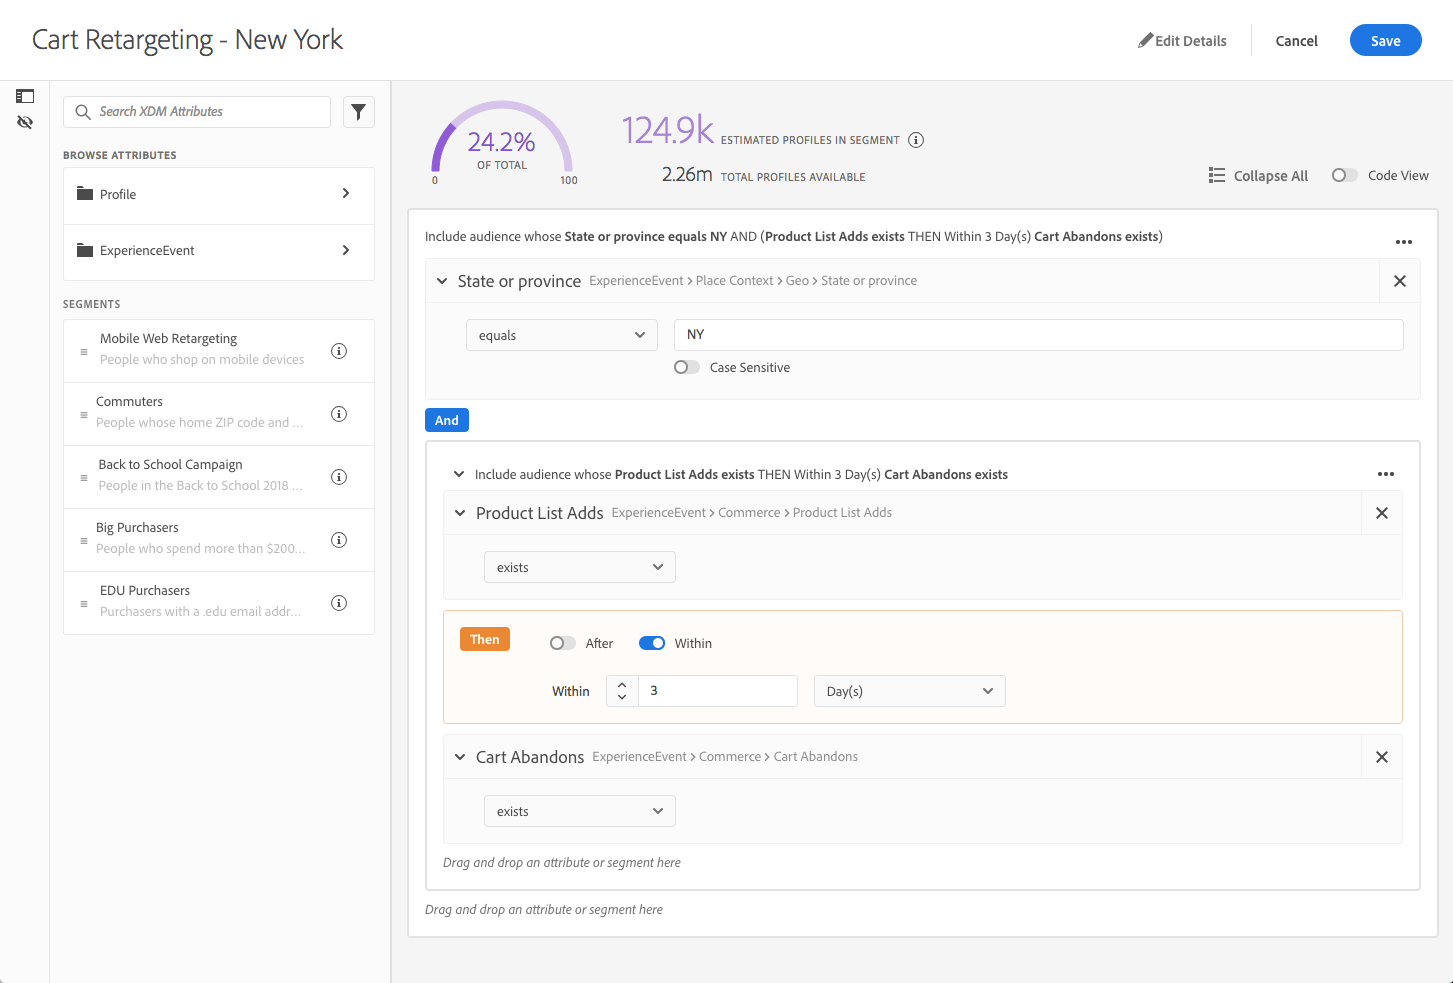 Cart Retargeting - New York
Edit Details
Cancel
Save
Search XDM Attributes
BROWSE ATTRIBUTES
Profile
ExperienceEvent
SEGMENTS
Mobile Web Retargeting
People who shop on mobile devices
Commuters
People whose home ZIP code and ...
Back to School Campaign
People in the Back to School 2018 ...
Big Purchasers
People who spend more than $200...
EDU Purchasers
Purchasers with a .edu email addr...
24.2%
OF TOTAL
0 100
124.9k ESTIMATED PROFILES IN SEGMENT
2.26m TOTAL PROFILES AVAILABLE
Collapse All
Code View
Include audience whose State or province equals NY AND (Product List Adds exists THEN Within 3 Day(s) Cart Abandons exists)
State or province ExperienceEvent > Place Context > Geo > State or province
equals
NY
Case Sensitive
And
Include audience whose Product List Adds exists THEN Within 3 Day(s) Cart Abandons exists
Product List Adds ExperienceEvent > Commerce > Product List Adds
exists
Then
After
Within
Within
3
Day(s)
Cart Abandons ExperienceEvent > Commerce > Cart Abandons
exists
Drag and drop an attribute or segment here
Drag and drop an attribute or segment here